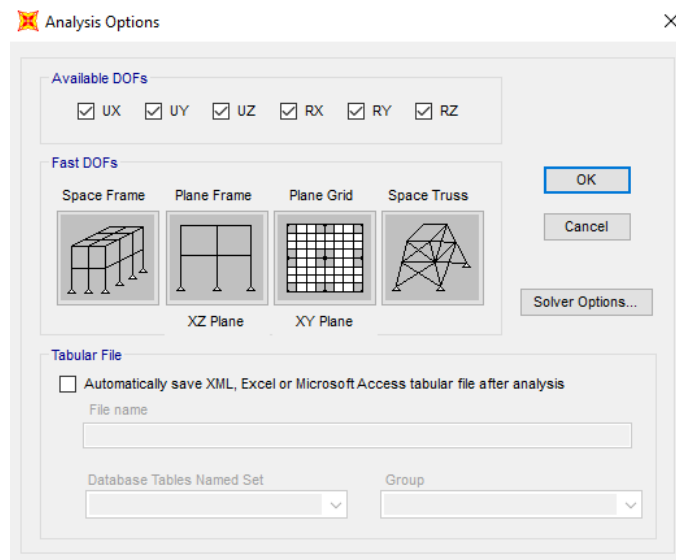 Analysis Options
Available DOFs
UX UY UZ RX RY RZ
Fast DOFs
Space Frame Plane Frame Plane Grid Space Truss
XZ Plane XY Plane
OK
Cancel
Solver Options...
Tabular File
Automatically save XML, Excel or Microsoft Access tabular file after analysis
File name
Database Tables Named Set Group